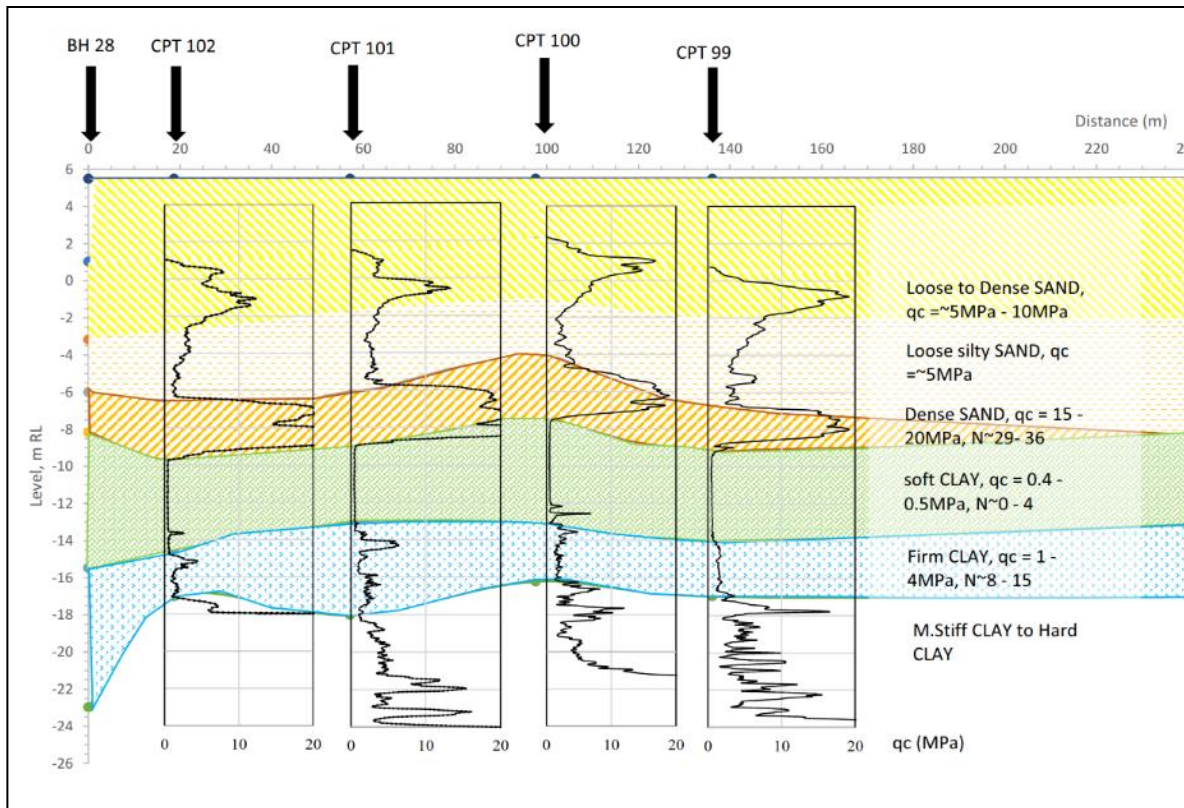 BH 28
CPT 102
CPT 101
CPT 100
CPT 99
Distance (m)
0 20 40 60 80 100 120 140 160 180 200 220
6
4
2
0
-2
-4
-6
-8
-10
-12
-14
-16
-18
-20
-22
-24
-26
Level, m RL
Loose to Dense SAND,
qc =~5MPa - 10MPa
Loose silty SAND, qc
=~5MPa
Dense SAND, qc = 15 -
20MPa, N~29- 36
soft CLAY, qc = 0.4 -
0.5MPa, N~0 - 4
Firm CLAY, qc = 1 -
4MPa, N~8 - 15
M.Stiff CLAY to Hard
CLAY
0 10 20
0 10 20
0 10 20
0 10 20
qc (MPa)